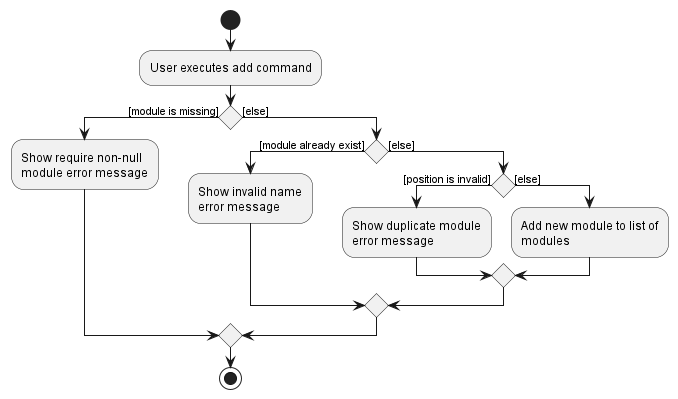 User executes add command
[module is missing]
[else]
Show require non-null
module error message
[module already exist]
[else]
Show invalid name
error message
[position is invalid]
[else]
Show duplicate module
error message
Add new module to list of
modules